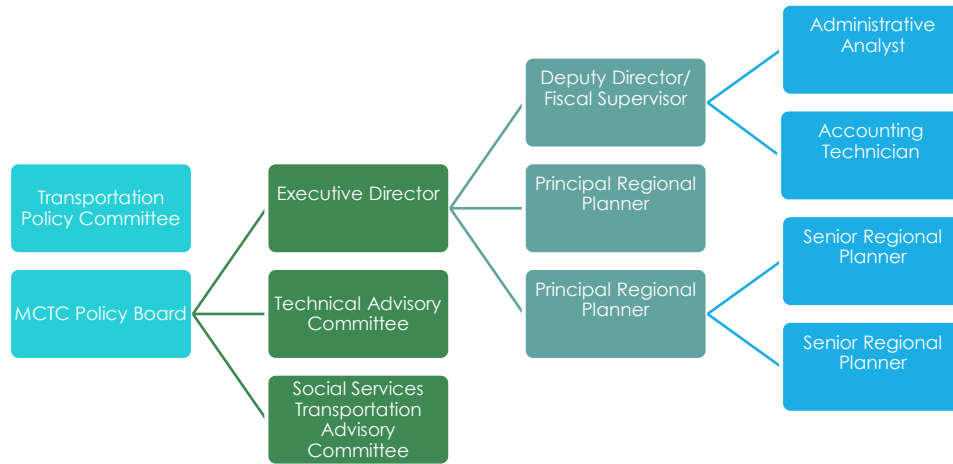 Transportation
Policy Committee
MCTC Policy Board
Executive Director
Technical Advisory
Committee
Social Services
Transportation
Advisory
Committee
Deputy Director/
Fiscal Supervisor
Principal Regional
Planner
Principal Regional
Planner
Administrative
Analyst
Accounting
Technician
Senior Regional
Planner
Senior Regional
Planner